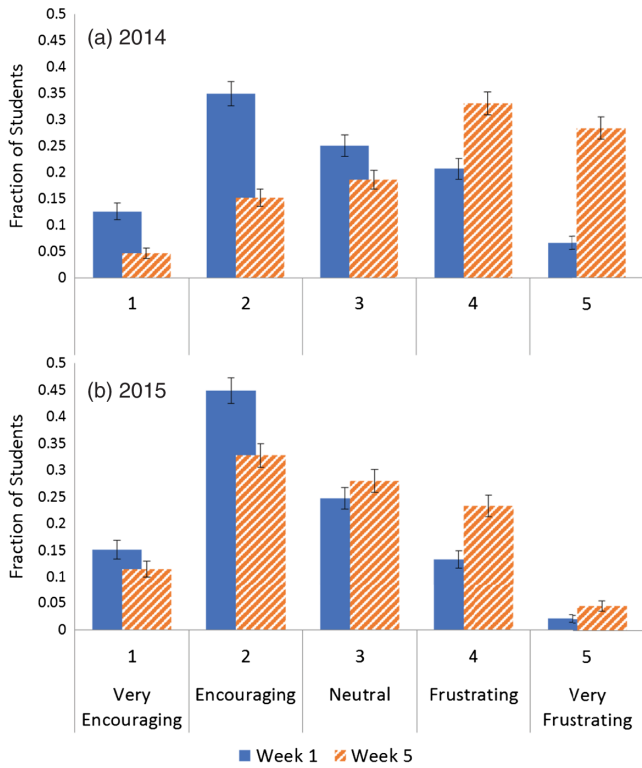 0.5
(a) 2014
0.45
0.4
0.35
0.3
0.25
0.2
0.15
0.1
0.05
0
Fraction of Students
1 2 3 4 5
0.5
(b) 2015
0.45
0.4
0.35
0.3
0.25
0.2
0.15
0.1
0.05
0
Fraction of Students
1 2 3 4 5
Very Encouraging Neutral Frustrating Very
Encouraging Frustrating
Week 1 Week 5